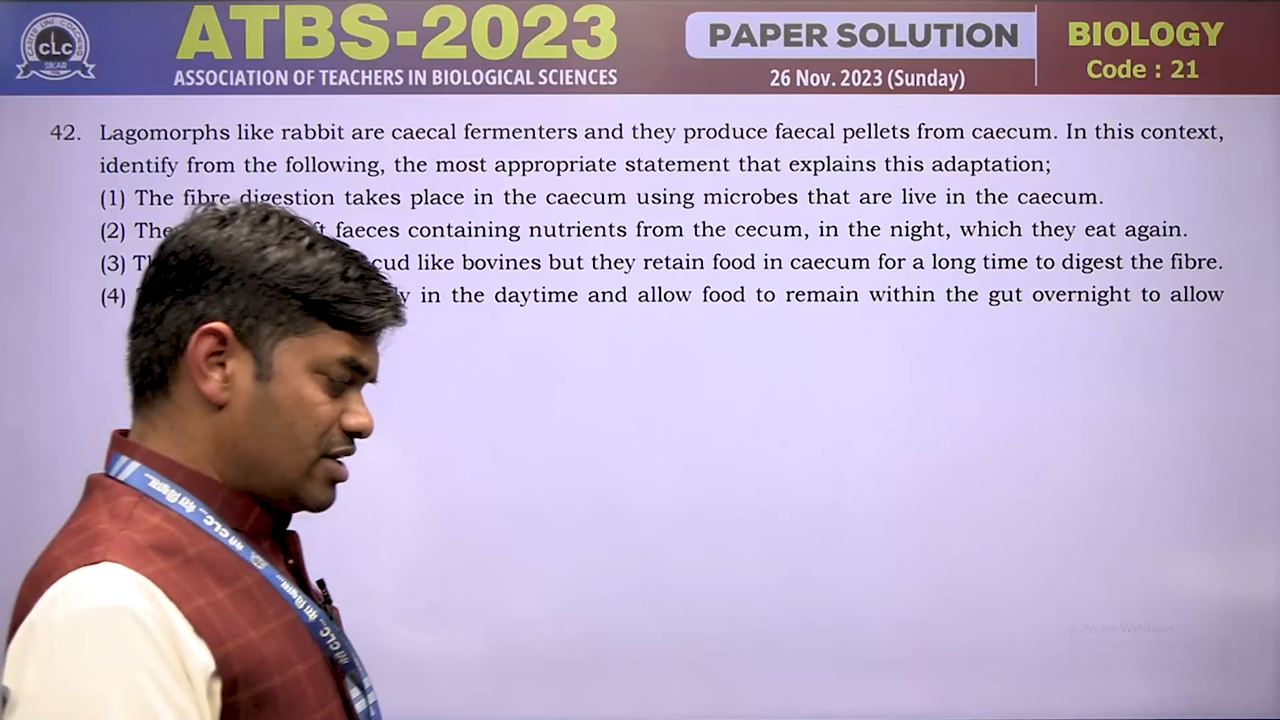 CLC
SIKAR
ATBS-2023
ASSOCIATION OF TEACHERS IN BIOLOGICAL SCIENCES
PAPER SOLUTION
26 Nov. 2023 (Sunday)
BIOLOGY
Code : 21
42. Lagomorphs like rabbit are caecal fermenters and they produce faecal pellets from caecum. In this context,
identify from the following, the most appropriate statement that explains this adaptation;
(1) The fibre digestion takes place in the caecum using microbes that are live in the caecum.
(2) The faeces containing nutrients from the cecum, in the night, which they eat again.
(3) cud like bovines but they retain food in caecum for a long time to digest the fibre.
(4) in the daytime and allow food to remain within the gut overnight to allow
Activate Windows
CLC
CLC